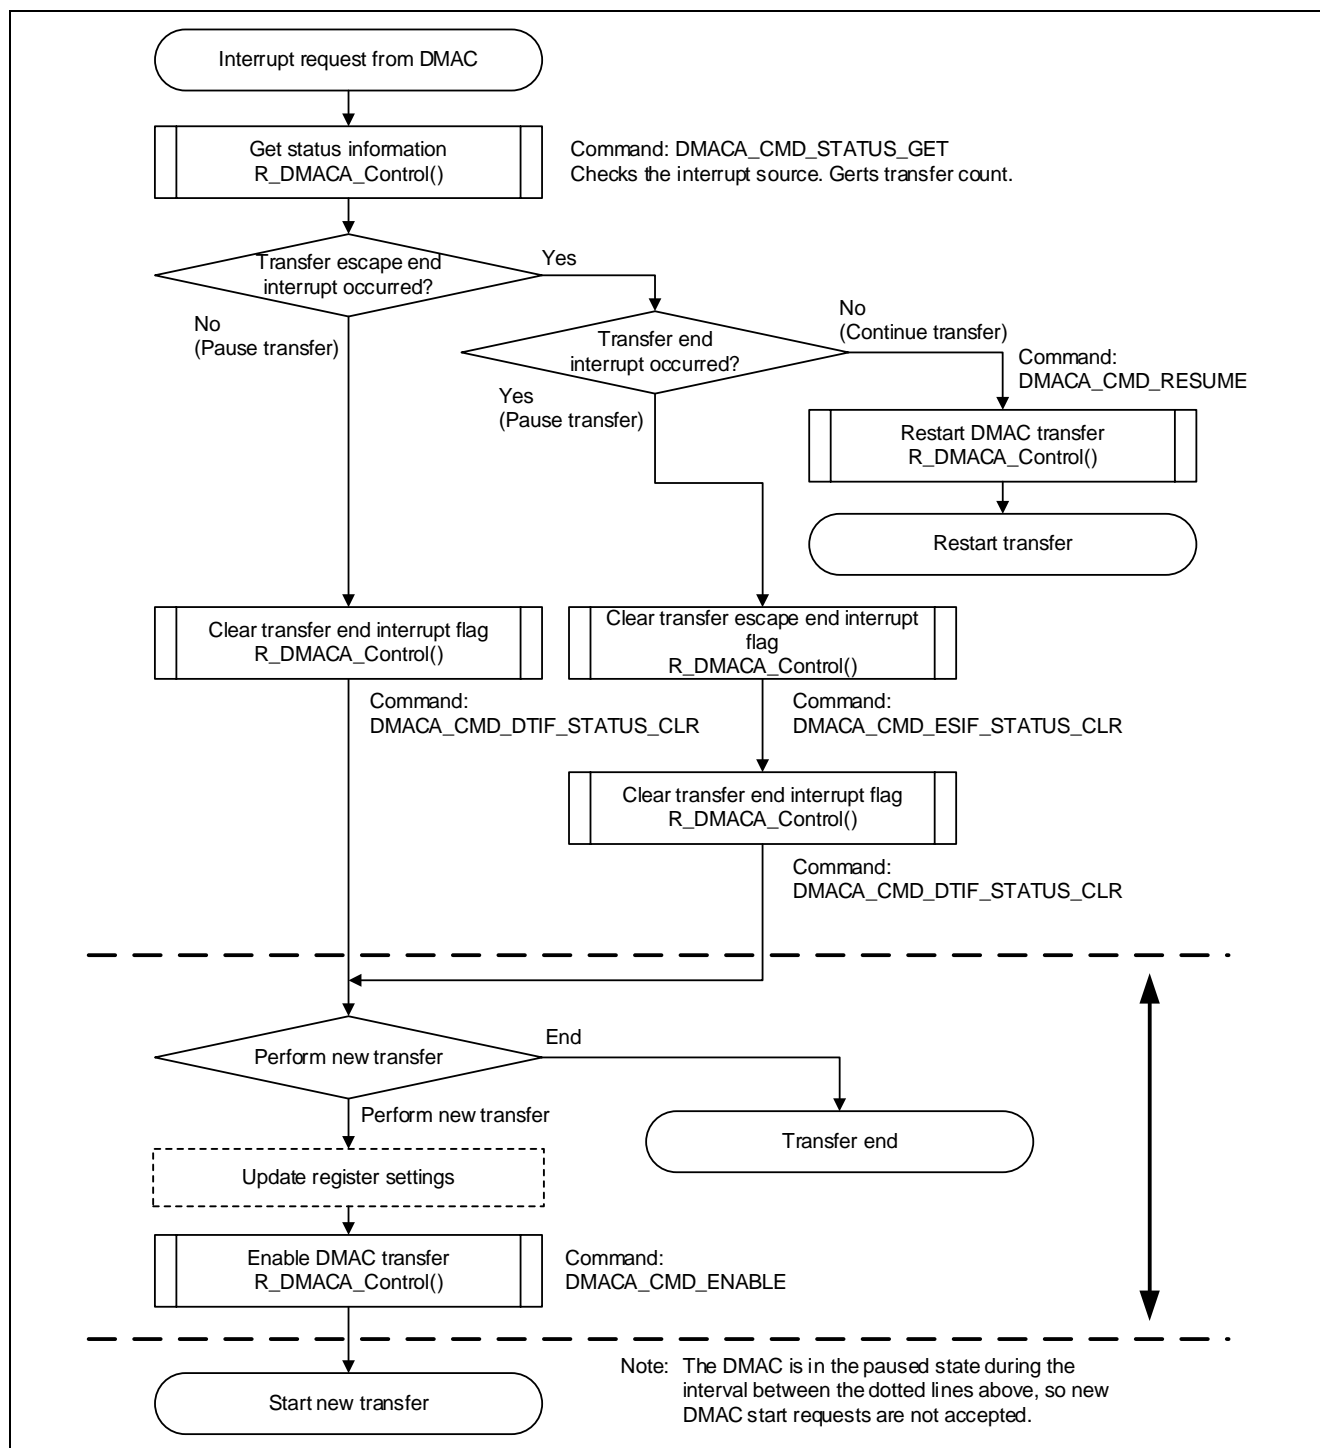 Interrupt request from DMAC
Get status information
R_DMACA_Control()
Command: DMACA_CMD_STATUS_GET
Checks the interrupt source. Gerts transfer count.
Transfer escape end
interrupt occurred?
Yes
No
(Pause transfer)
Transfer end
interrupt occurred?
No
(Continue transfer)
Command:
DMACA_CMD_RESUME
Yes
(Pause transfer)
Restart DMAC transfer
R_DMACA_Control()
Restart transfer
Clear transfer end interrupt flag
R_DMACA_Control()
Command:
DMACA_CMD_DTIF_STATUS_CLR
Clear transfer escape end interrupt
flag
R_DMACA_Control()
Command:
DMACA_CMD_ESIF_STATUS_CLR
Clear transfer end interrupt flag
R_DMACA_Control()
Command:
DMACA_CMD_DTIF_STATUS_CLR
Perform new transfer
End
Perform new transfer
Transfer end
Update register settings
Enable DMAC transfer
R_DMACA_Control()
Command:
DMACA_CMD_ENABLE
Start new transfer
Note: The DMAC is in the paused state during the
interval between the dotted lines above, so new
DMAC start requests are not accepted.